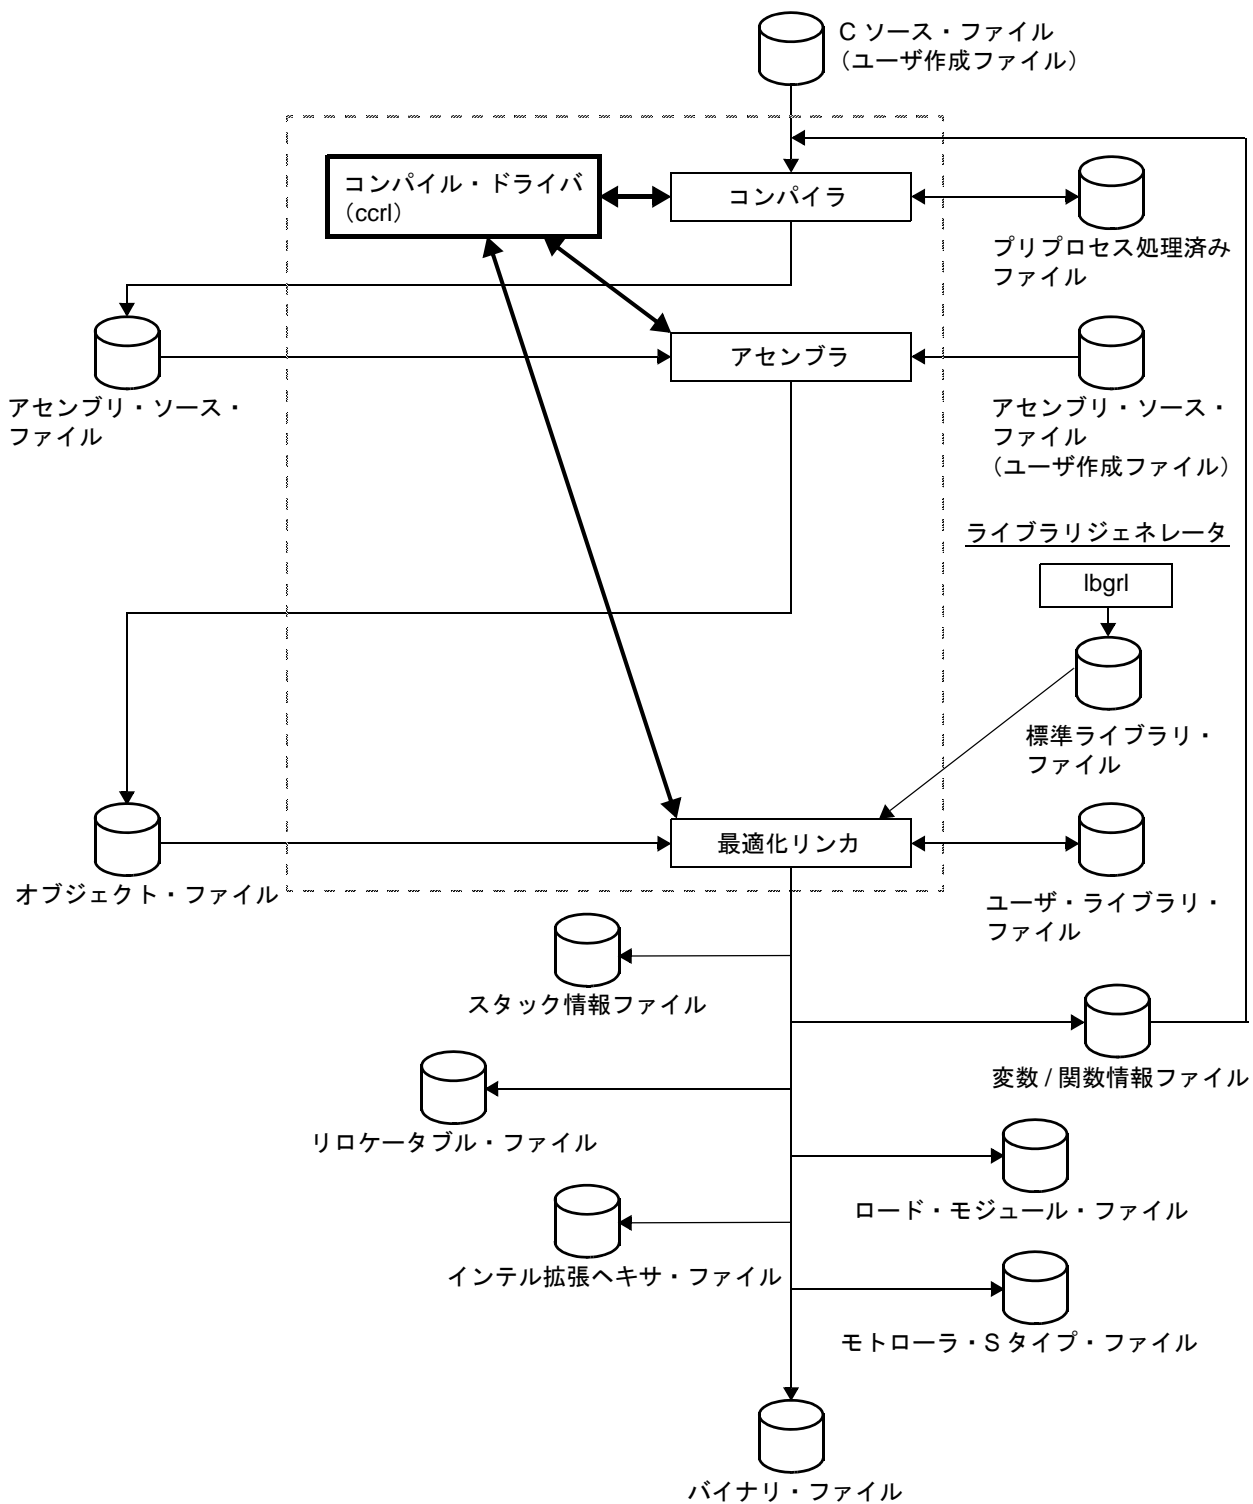 C ソース・ファイル
（ユーザ作成ファイル）
コンパイル・ドライバ
（ccrl）
コンパイラ
プリプロセス処理済み
ファイル
アセンブラ
アセンブリ・ソース・
ファイル
アセンブリ・ソース・
ファイル
（ユーザ作成ファイル）
ライブラリジェネレータ
lbgrl
標準ライブラリ・
ファイル
最適化リンカ
オブジェクト・ファイル
ユーザ・ライブラリ・
ファイル
スタック情報ファイル
変数 / 関数情報ファイル
リロケータブル・ファイル
ロード・モジュール・ファイル
インテル拡張ヘキサ・ファイル
モトローラ・S タイプ・ファイル
バイナリ・ファイル